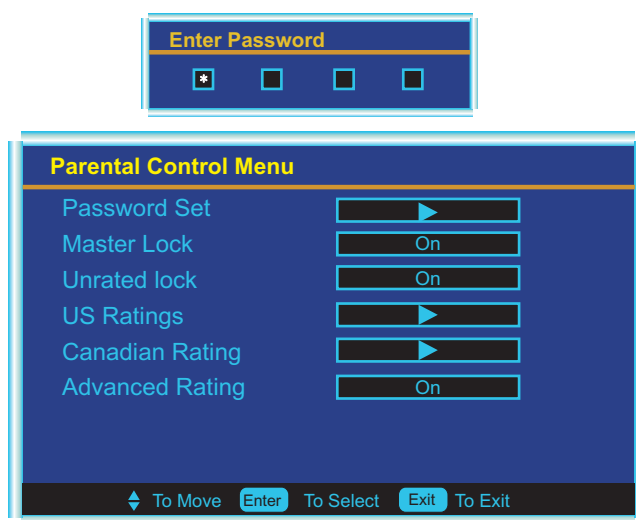 Enter Password
*
Parental Control Menu
Password Set
Master Lock On
Unrated lock On
US Ratings
Canadian Rating
Advanced Rating On
To Move Enter To Select Exit To Exit